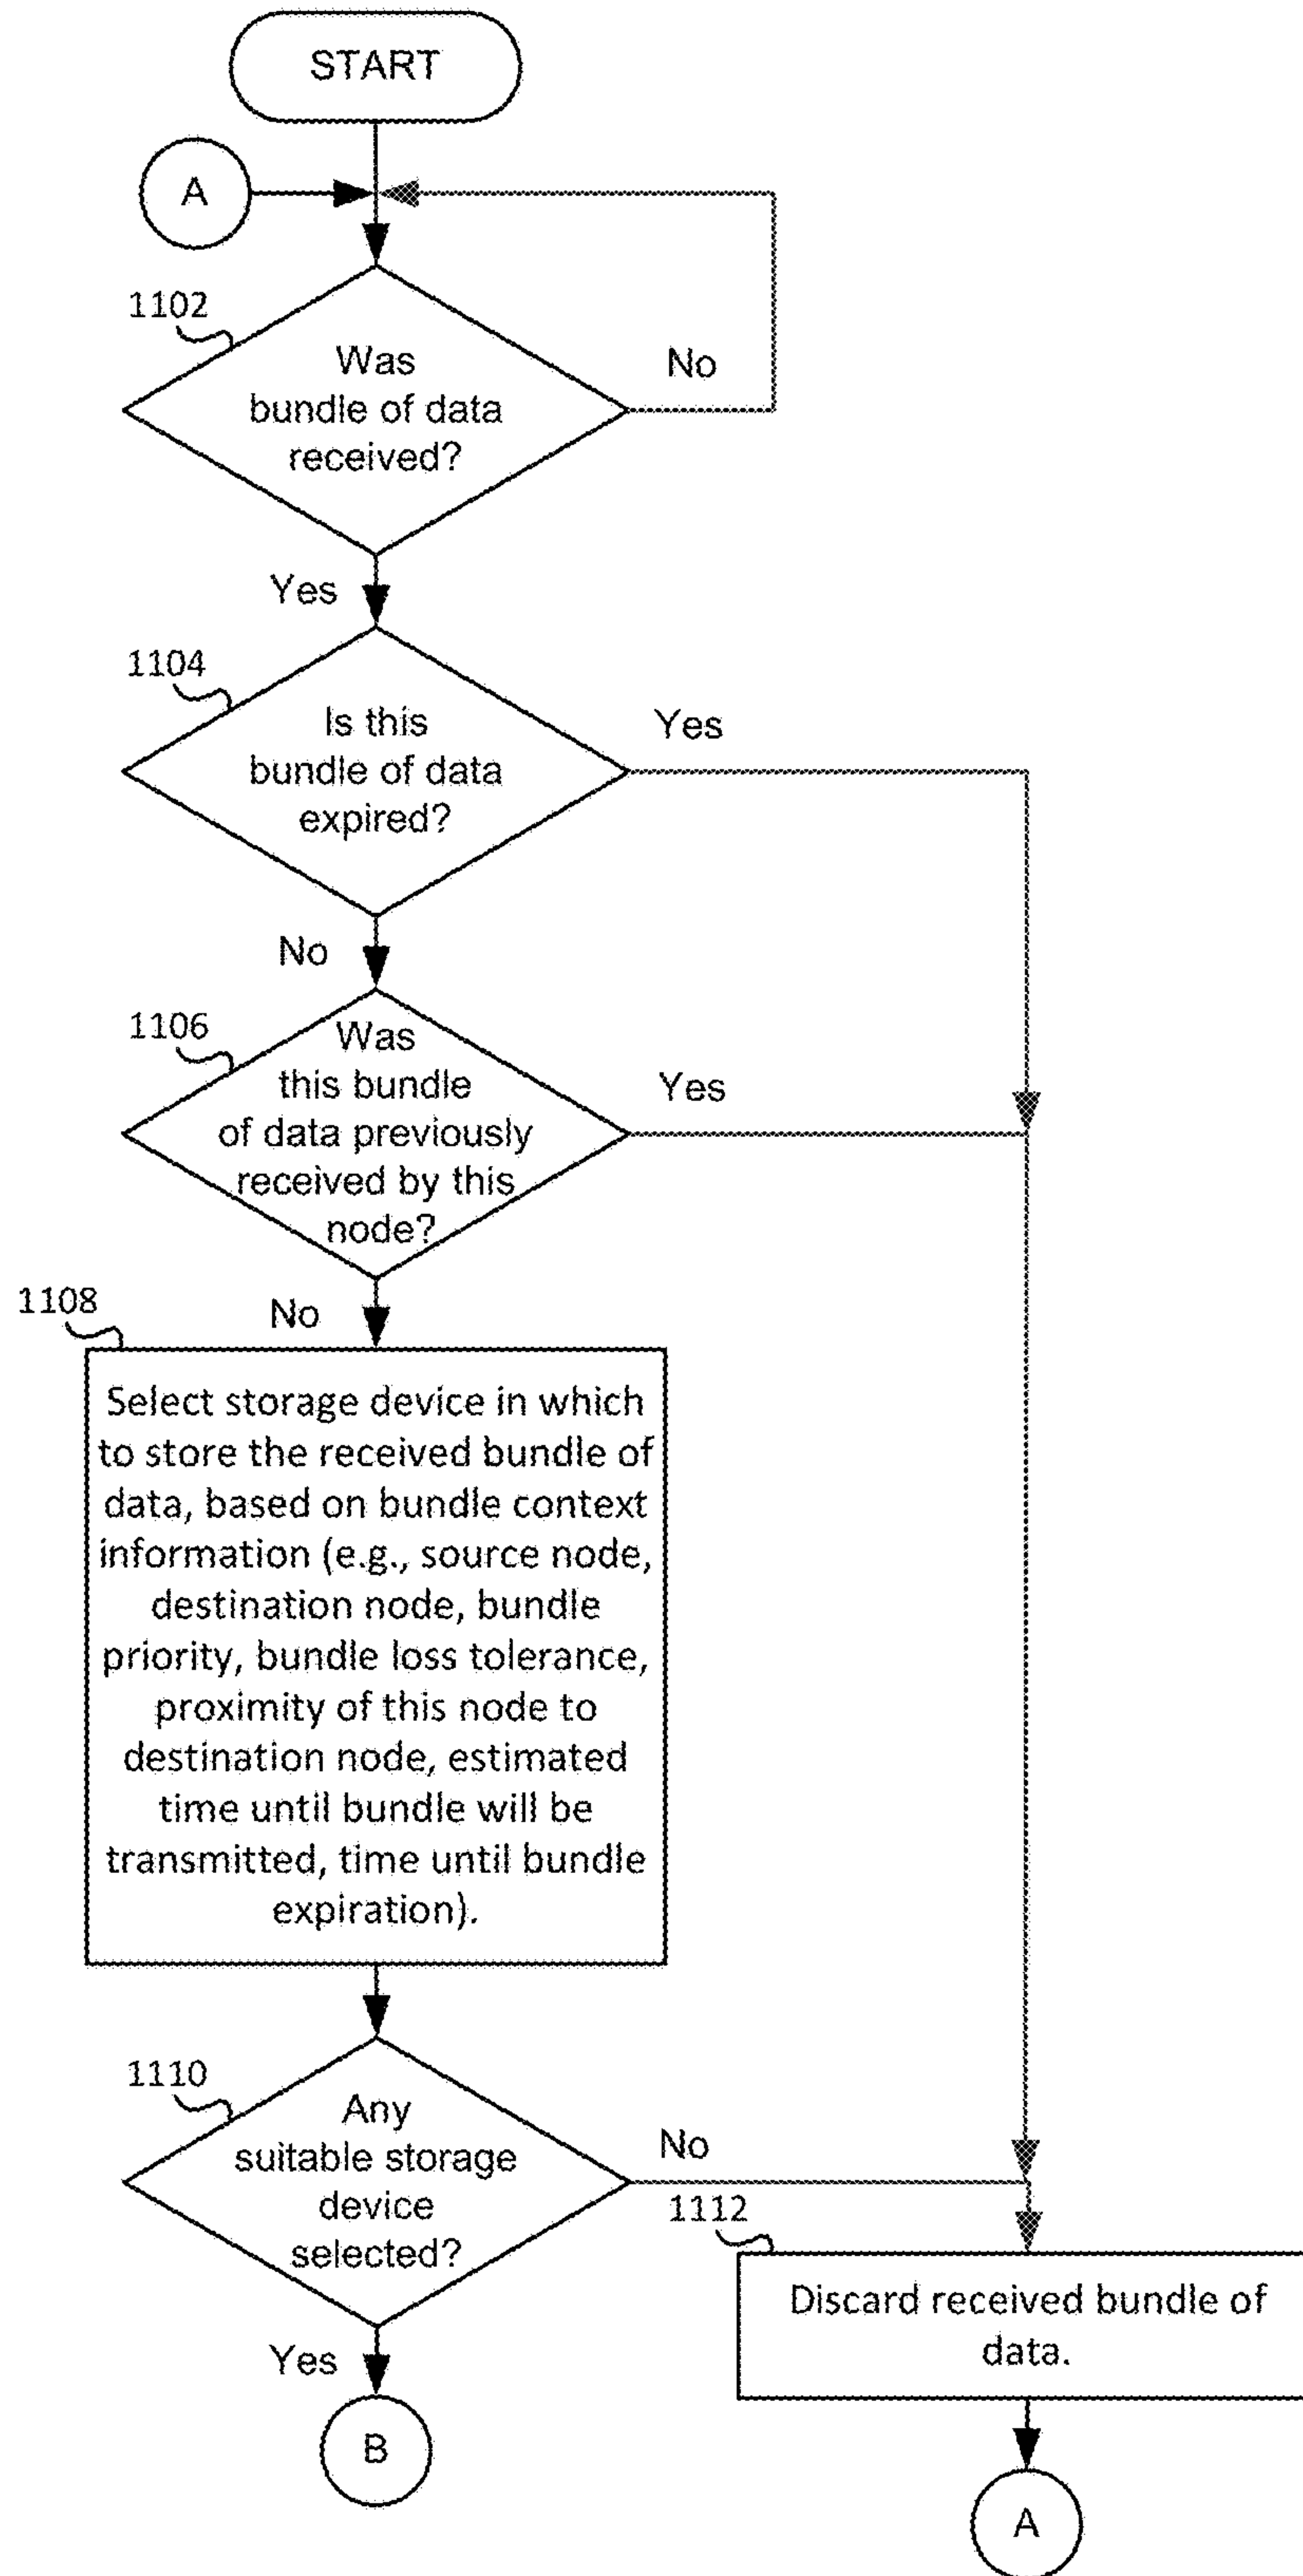 START
A
1102
Was
bundle of data
received?
No
Yes
1104
Is this
bundle of data
expired?
Yes
No
1106
Was
this bundle
of data previously
received by this
node?
Yes
No
1108
Select storage device in which
to store the received bundle of
data, based on bundle context
information (e.g., source node,
destination node, bundle
priority, bundle loss tolerance,
proximity of this node to
destination node, estimated
time until bundle will be
transmitted, time until bundle
expiration).
1110
Any
suitable storage
device
selected?
No
1112
Discard received bundle of
data.
Yes
B
A